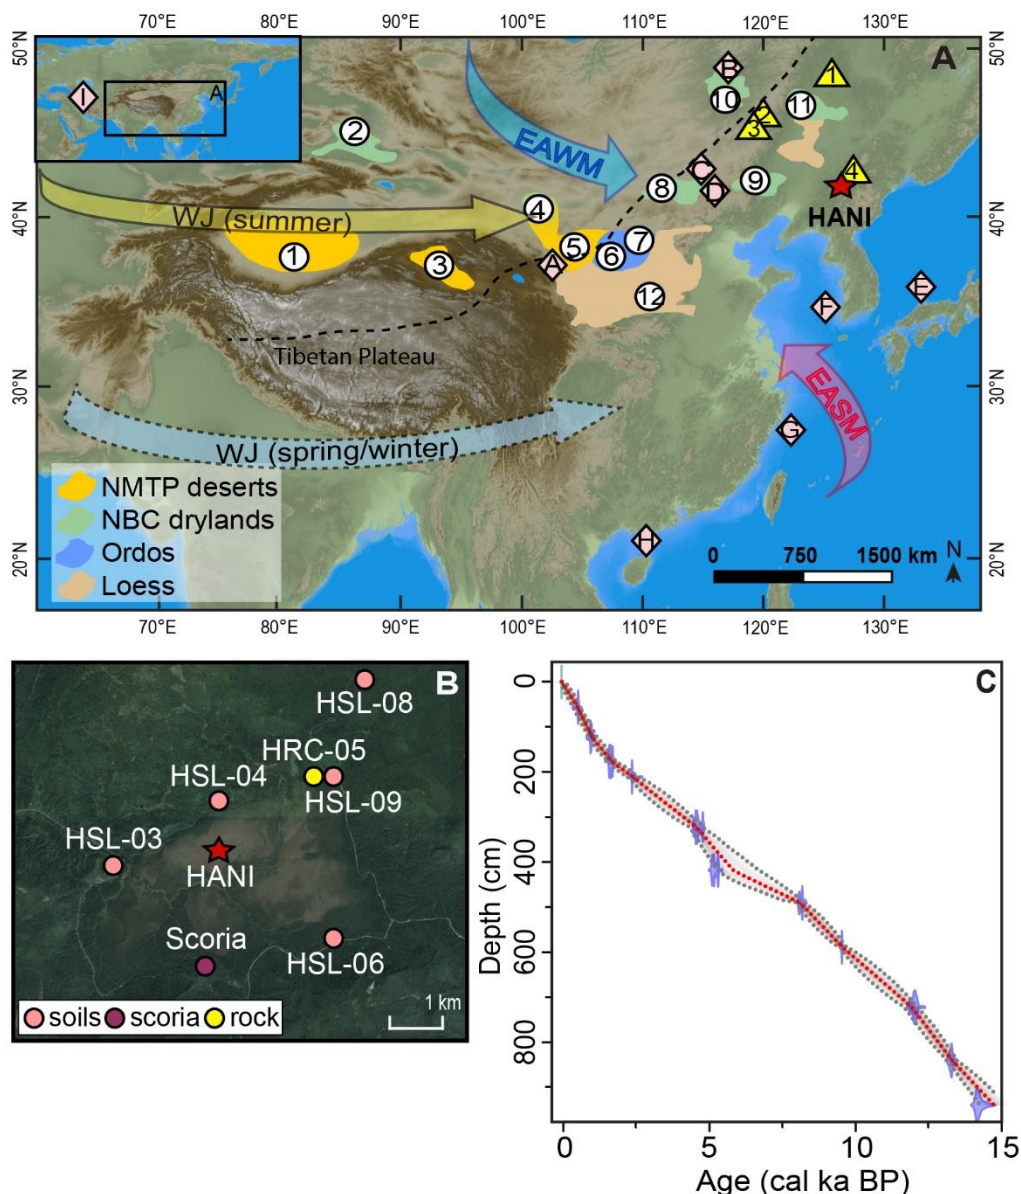 70°E 80°E 90°E 100°E 110°E 120°E 130°E
50°N 50°N
A
I
A
B
1
10
11
2
3
2
EAWM
C
D
8
9
4
HANI
40°N 40°N
WJ (summer)
4
5
6
7
1
3
A
12
E
F
Tibetan Plateau
30°N 30°N
EASM
G
WJ (spring/winter)
NMTP deserts
NBC drylands
Ordos
Loess
H
0 750 1500 km
N
20°N 20°N
70°E 80°E 90°E 100°E 110°E 120°E 130°E
B
HSL-08
HRC-05
HSL-04
HSL-09
HSL-03
HANI
Scoria
HSL-06
soils scoria rock
1 km
C
0
200
400
600
800
Depth (cm)
0 5 10 15
Age (cal ka BP)